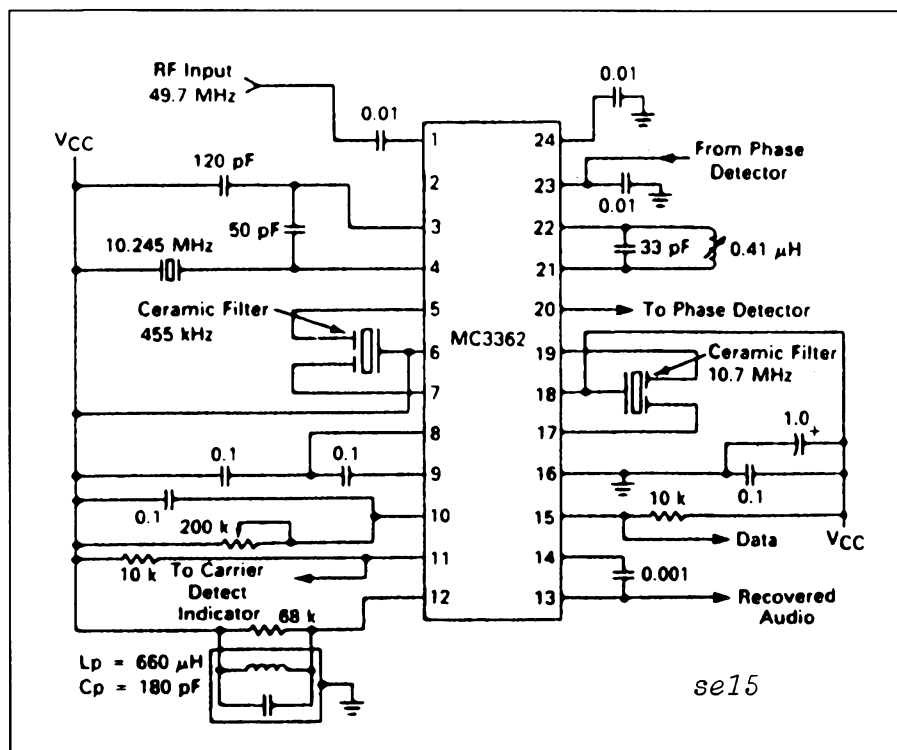 RF Input
49.7 MHz
0.01
VCC
120 pF
50 pF
10.245 MHz
Ceramic Filter
455 kHz
0.1
0.1
0.1
200 k
10 k
To Carrier
Detect
Indicator
68 k
Lp = 660 μH
Cp = 180 pF
1
2
3
4
5
6
7
8
9
10
11
12
MC3362
24
23
22
21
20
19
18
17
16
15
14
13
0.01
From Phase
Detector
0.01
33 pF
0.41 μH
To Phase Detector
Ceramic Filter
10.7 MHz
1.0
+
0.1
10 k
Data
VCC
0.001
Recovered
Audio
se15